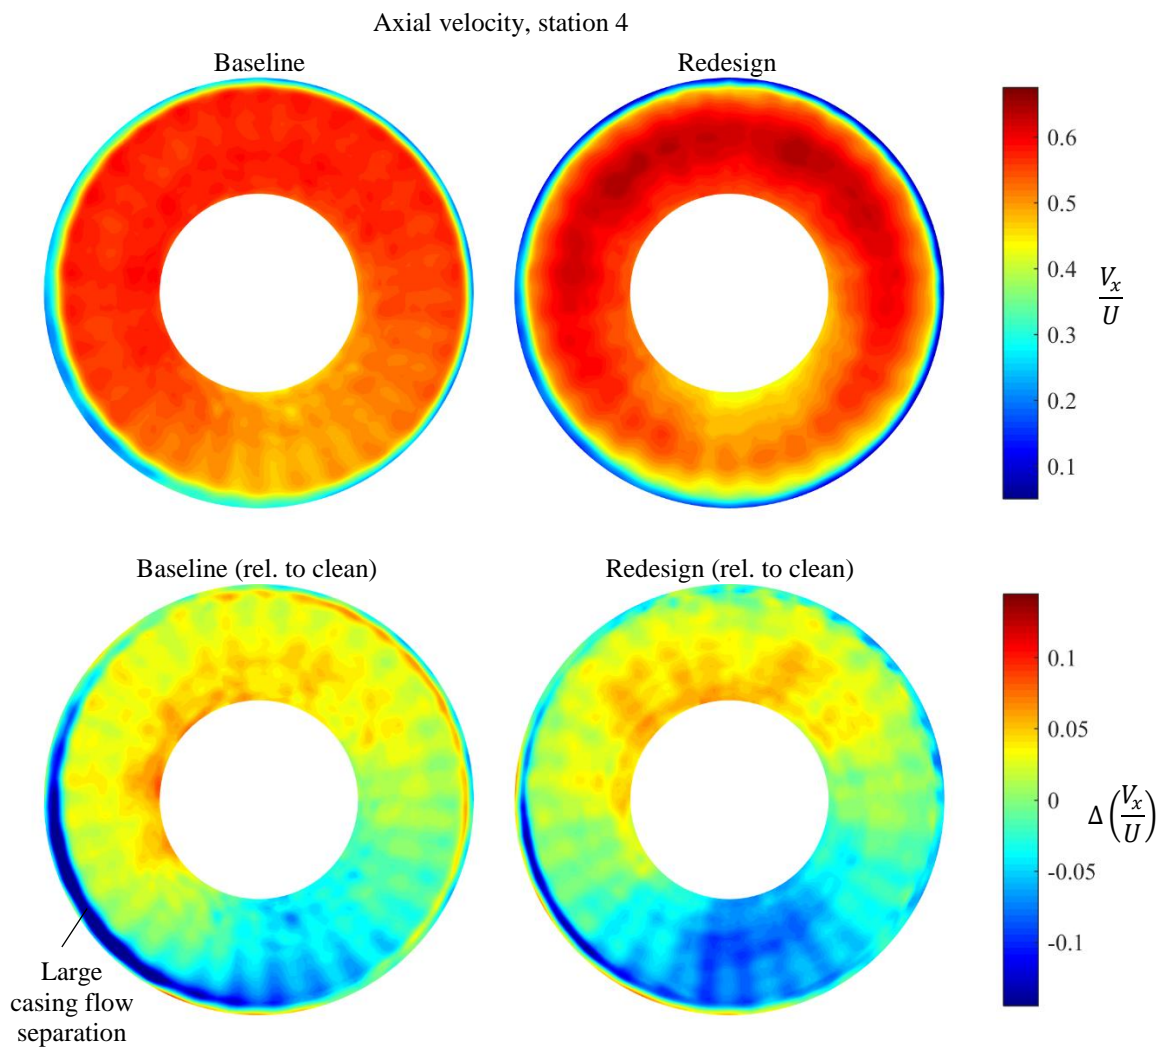 Axial velocity, station 4
Baseline
Redesign
0.6
0.5
0.4
0.3
0.2
0.1
V_x
U
Baseline (rel. to clean)
Redesign (rel. to clean)
0.1
0.05
0
-0.05
-0.1
Δ(V_x/U)
Large
casing flow
separation